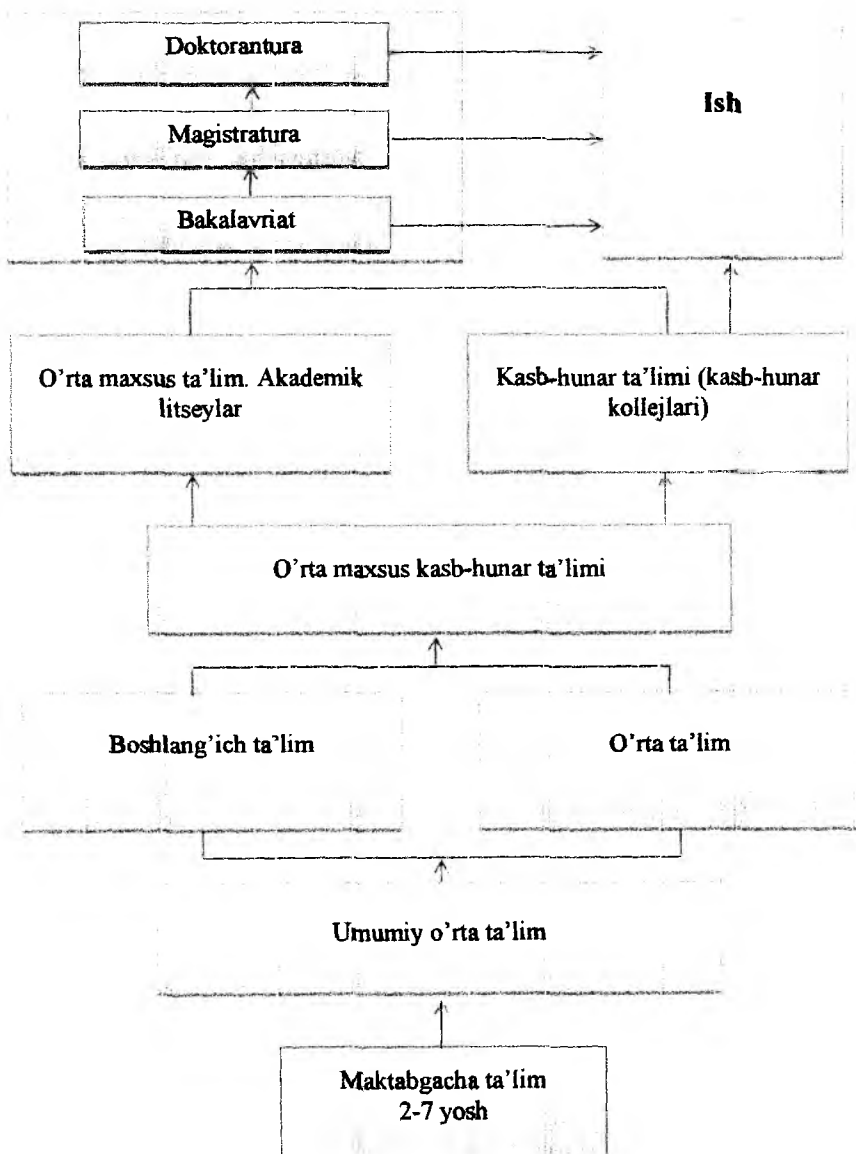 Doktorantura
Ish
Magistratura
Bakalavriat
O’rta maxsus ta’lim. Akademik
litseylar
Kasb-hunar ta’limi (kasb-hunar
kollejlari)
O’rta maxsus kasb-hunar ta’limi
Boshlang’ich ta’lim
O’rta ta’lim
Umumiy o’rta ta’lim
Maktabgacha ta’lim
2-7 yosh